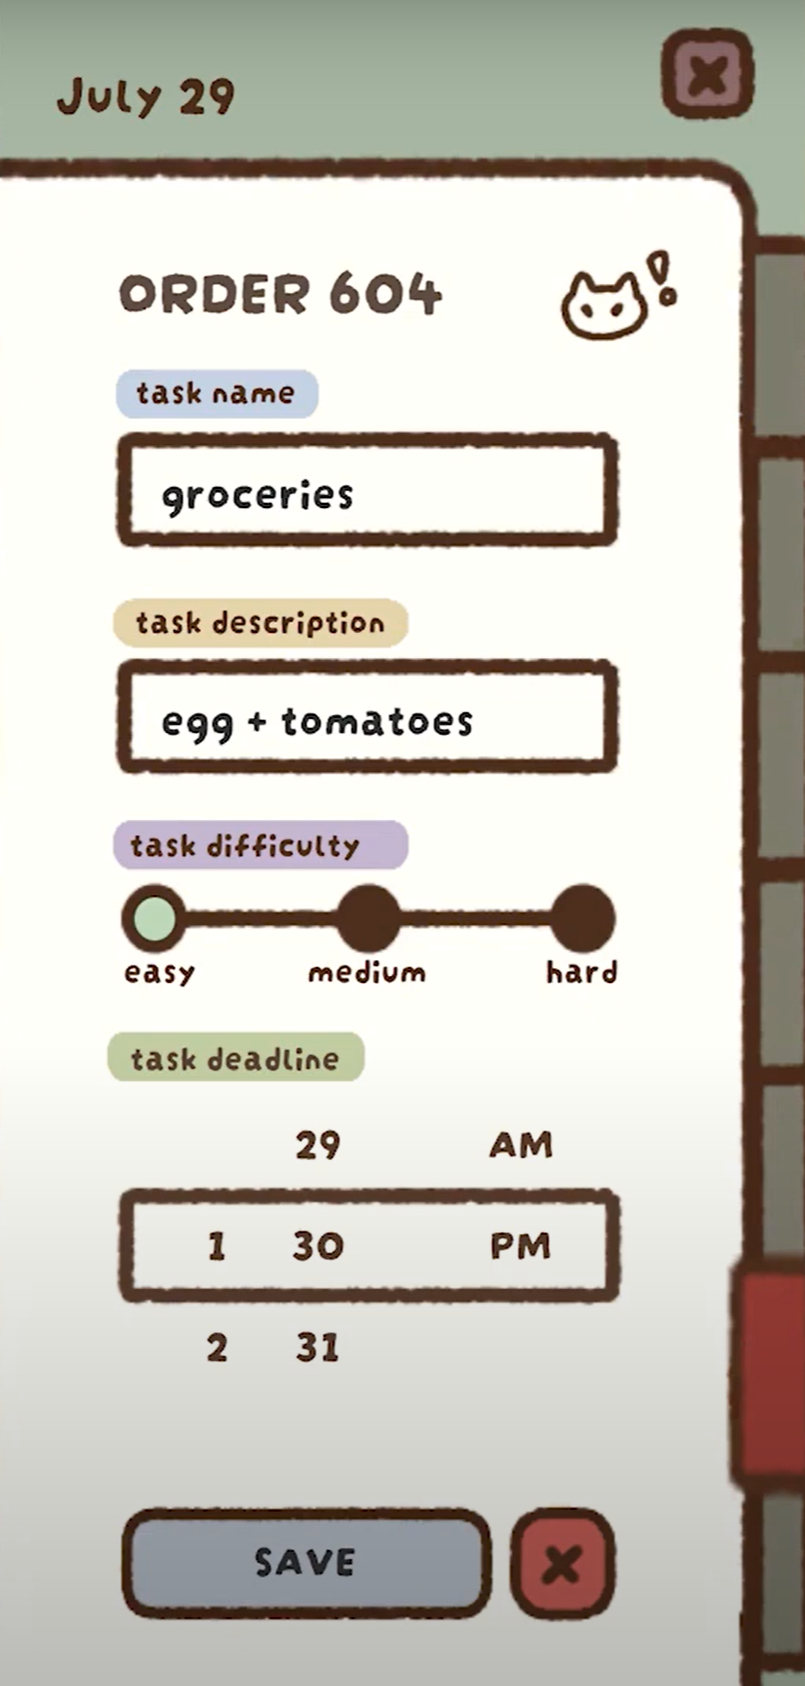 July 29
ORDER 604
task name
groceries
task description
egg + tomatoes
task difficulty
easy medium hard
task deadline
29 AM
1 30 PM
2 31
SAVE